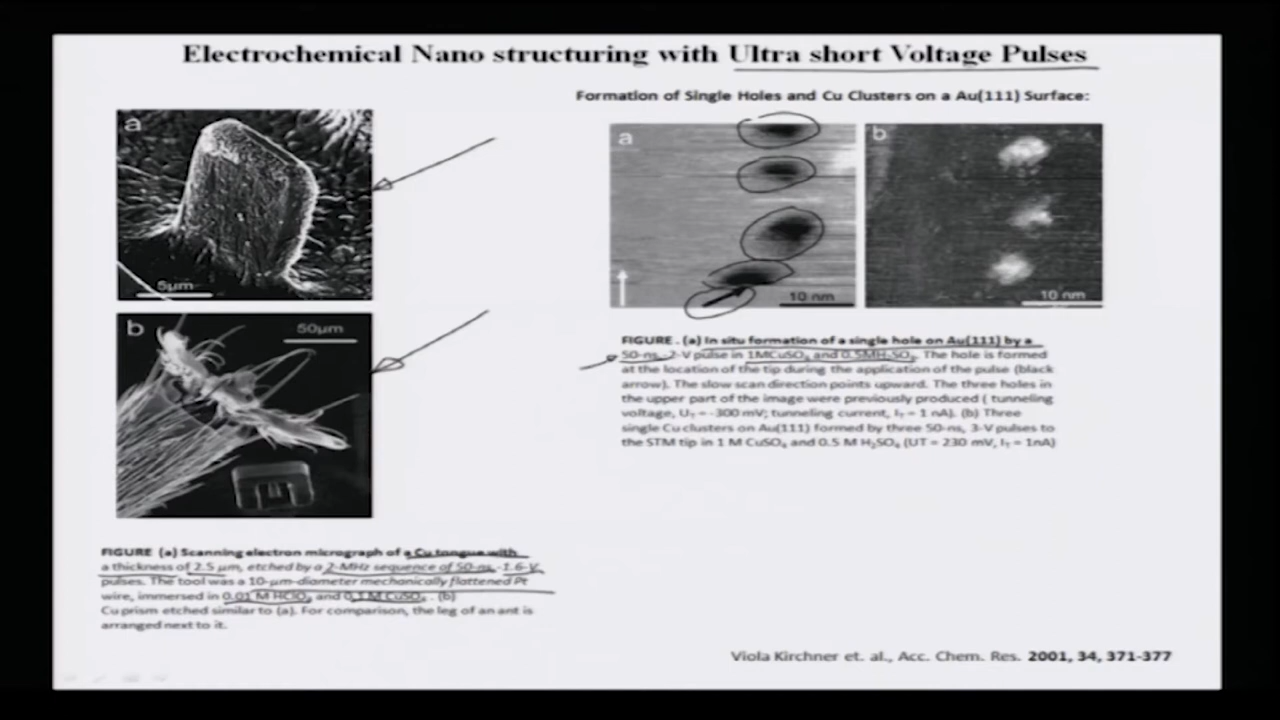 Electrochemical Nano structuring with Ultra short Voltage Pulses
Formation of Single Holes and Cu Clusters on a Au(111) Surface:
a
5μm
b
50μm
a
10 nm
b
10 nm
FIGURE (a) Scanning electron micrograph of a Cu tongue with
a thickness of 2.5 μm, etched by a 2-MHz sequence of 50-ns, -1.6-V
pulses. The tool was a 10-μm-diameter mechanically flattened Pt
wire, immersed in 0.01 M HClO₄ and 0.1 M CuSO₄. (b)
Cu prism etched similar to (a). For comparison, the leg of an ant is
arranged next to it.
FIGURE. (a) In situ formation of a single hole on Au(111) by a
50-ns, -2-V pulse in 1MCuSO₄ and 0.5MH₂SO₄. The hole is formed
at the location of the tip during the application of the pulse (black
arrow). The slow scan direction points upward. The three holes in
the upper part of the image were previously produced ( tunneling
voltage, U_T = -300 mV; tunneling current, I_T = 1 nA). (b) Three
single Cu clusters on Au(111) formed by three 50-ns, 3-V pulses to
the STM tip in 1 M CuSO₄ and 0.5 M H₂SO₄ (UT = 230 mV, I_T = 1nA)
Viola Kirchner et. al., Acc. Chem. Res. 2001, 34, 371-377